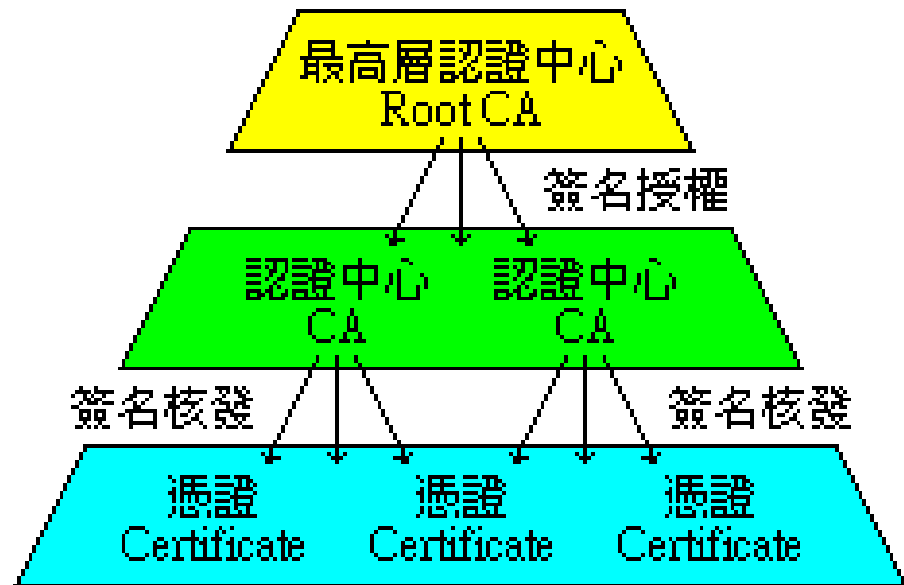 最高層認證中心
Root CA
簽名授權
認證中心 認證中心
CA CA
簽名核發 簽名核發
憑證 憑證 憑證
Certificate Certificate Certificate